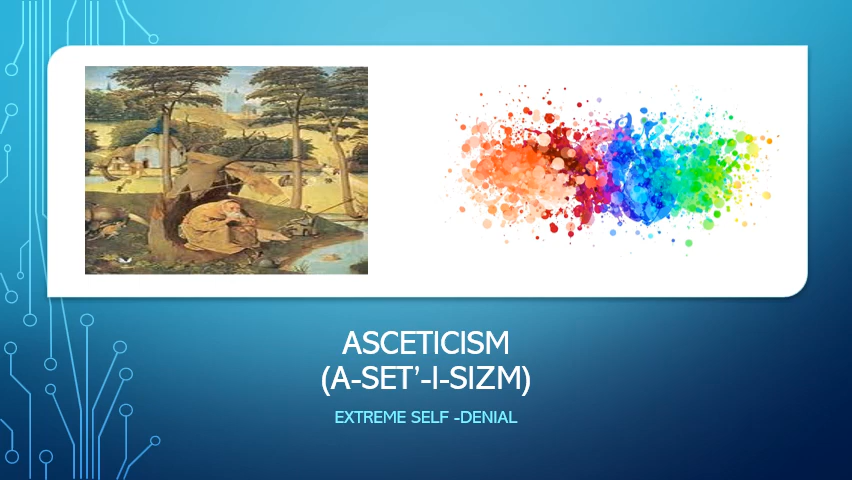 ASCETICISM
(A-SET’-I-SIZM)
EXTREME SELF -DENIAL